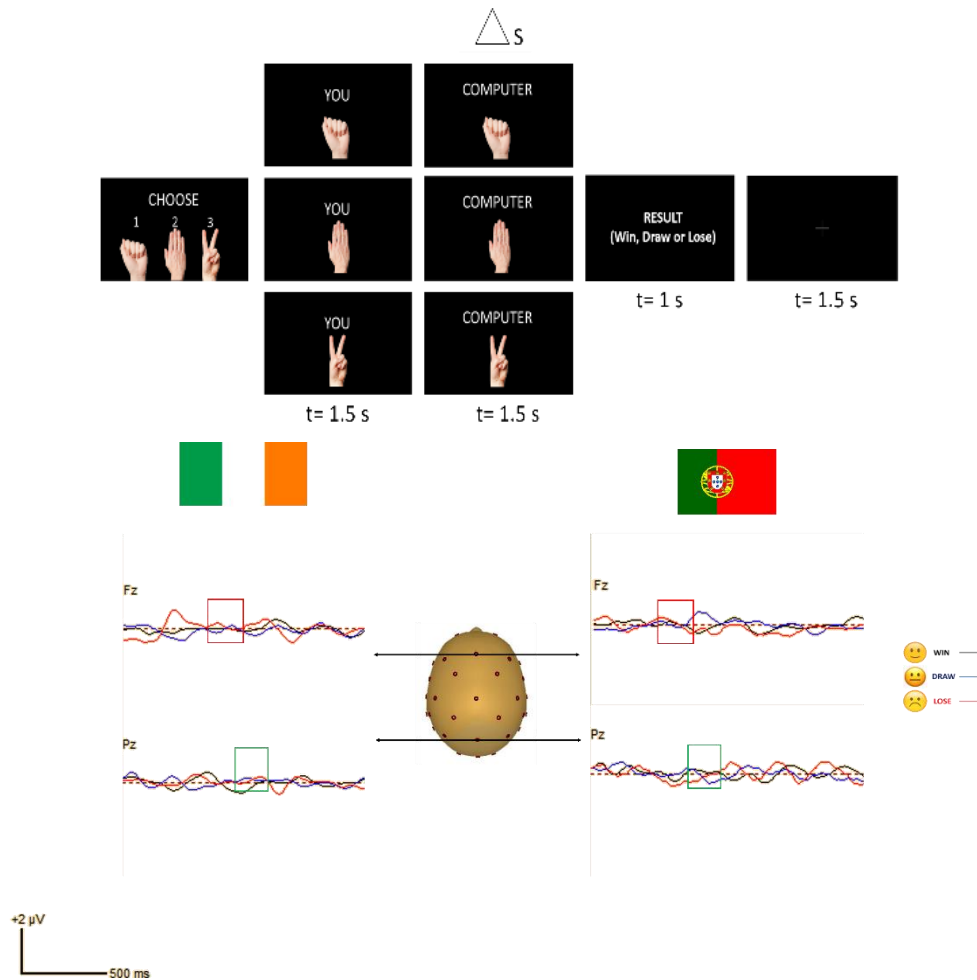 S
YOU
COMPUTER
CHOOSE
1 2 3
YOU
COMPUTER
RESULT
(Win, Draw or Lose)
t= 1 s
t= 1.5 s
YOU
COMPUTER
t= 1.5 s
t= 1.5 s
Fz
Fz
WIN
DRAW
LOSE
Pz
Pz
+2 µV
500 ms